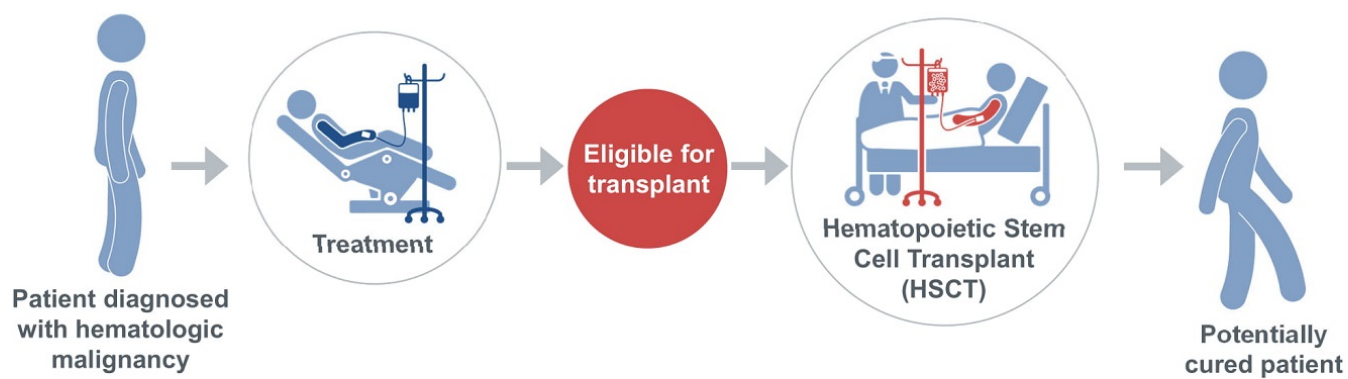 Patient diagnosed
with hematologic
malignancy
Treatment
Eligible for
transplant
Hematopoietic Stem
Cell Transplant
(HSCT)
Potentially
cured patient